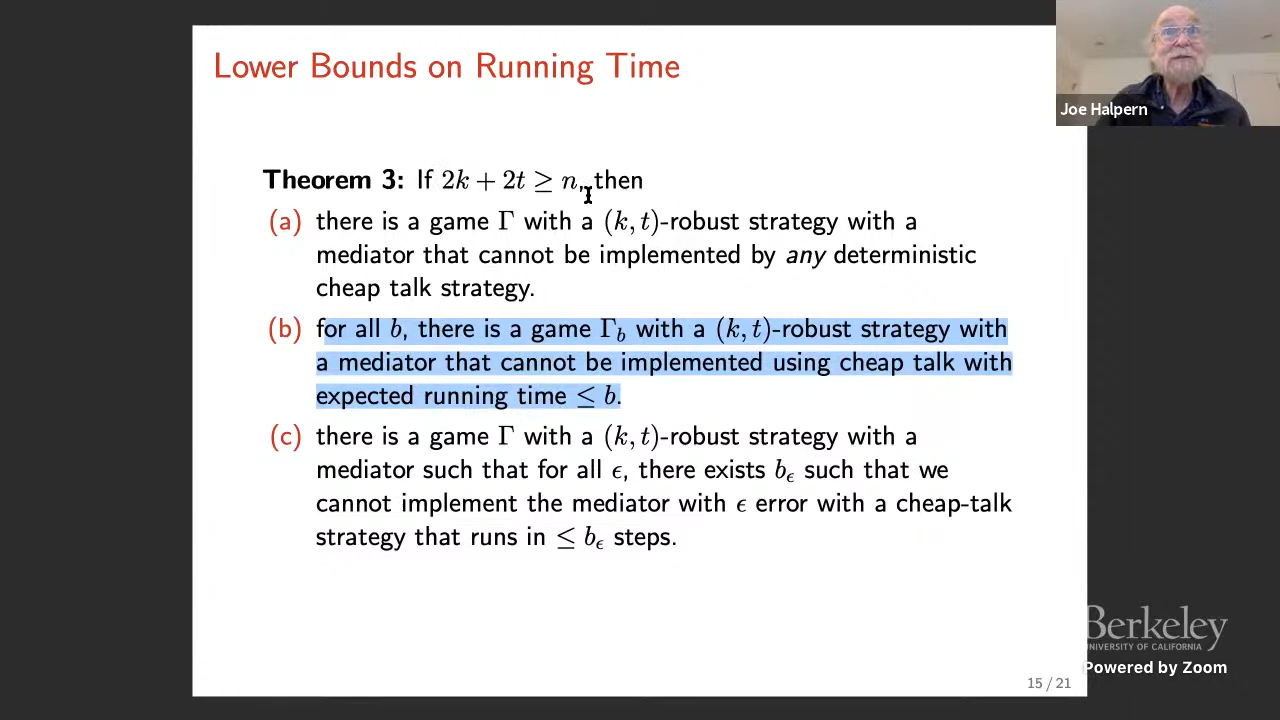 Lower Bounds on Running Time
Joe Halpern
Theorem 3: If 2k + 2t ≥ n, then
(a) there is a game Γ with a (k, t)-robust strategy with a
mediator that cannot be implemented by any deterministic
cheap talk strategy.
(b) for all b, there is a game Γ_b with a (k, t)-robust strategy with
a mediator that cannot be implemented using cheap talk with
expected running time ≤ b.
(c) there is a game Γ with a (k, t)-robust strategy with a
mediator such that for all ϵ, there exists b_ϵ such that we
cannot implement the mediator with ϵ error with a cheap-talk
strategy that runs in ≤ b_ϵ steps.
Berkeley
UNIVERSITY OF CALIFORNIA
Powered by Zoom
15 / 21